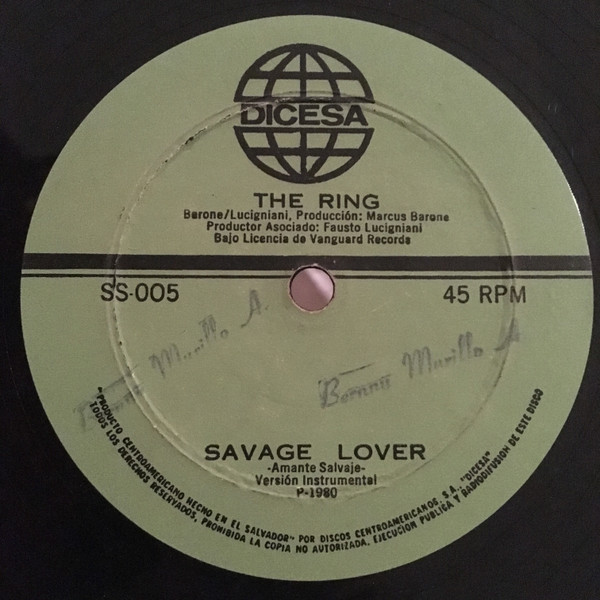 DICESA
THE RING
Barone/Lucigniani, Producción: Marcus Barone
Productor Asociado: Fausto Lucigniani
Bajo Licencia de Vanguard Records
SS-005
45 RPM
Murillo A.
Murillo A
SAVAGE LOVER
-Amante Salvaje-
Versión Instrumental
P-1980
"PRODUCTO CENTROAMERICANO HECHO EN EL SALVADOR" POR DISCOS CENTROAMERICANOS, S.A., "DICESA"
TODOS LOS DERECHOS RESERVADOS, PROHIBIDA LA COPIA NO AUTORIZADA, EJECUCION PUBLICA Y RADIODIFUSION DE ESTE DISCO